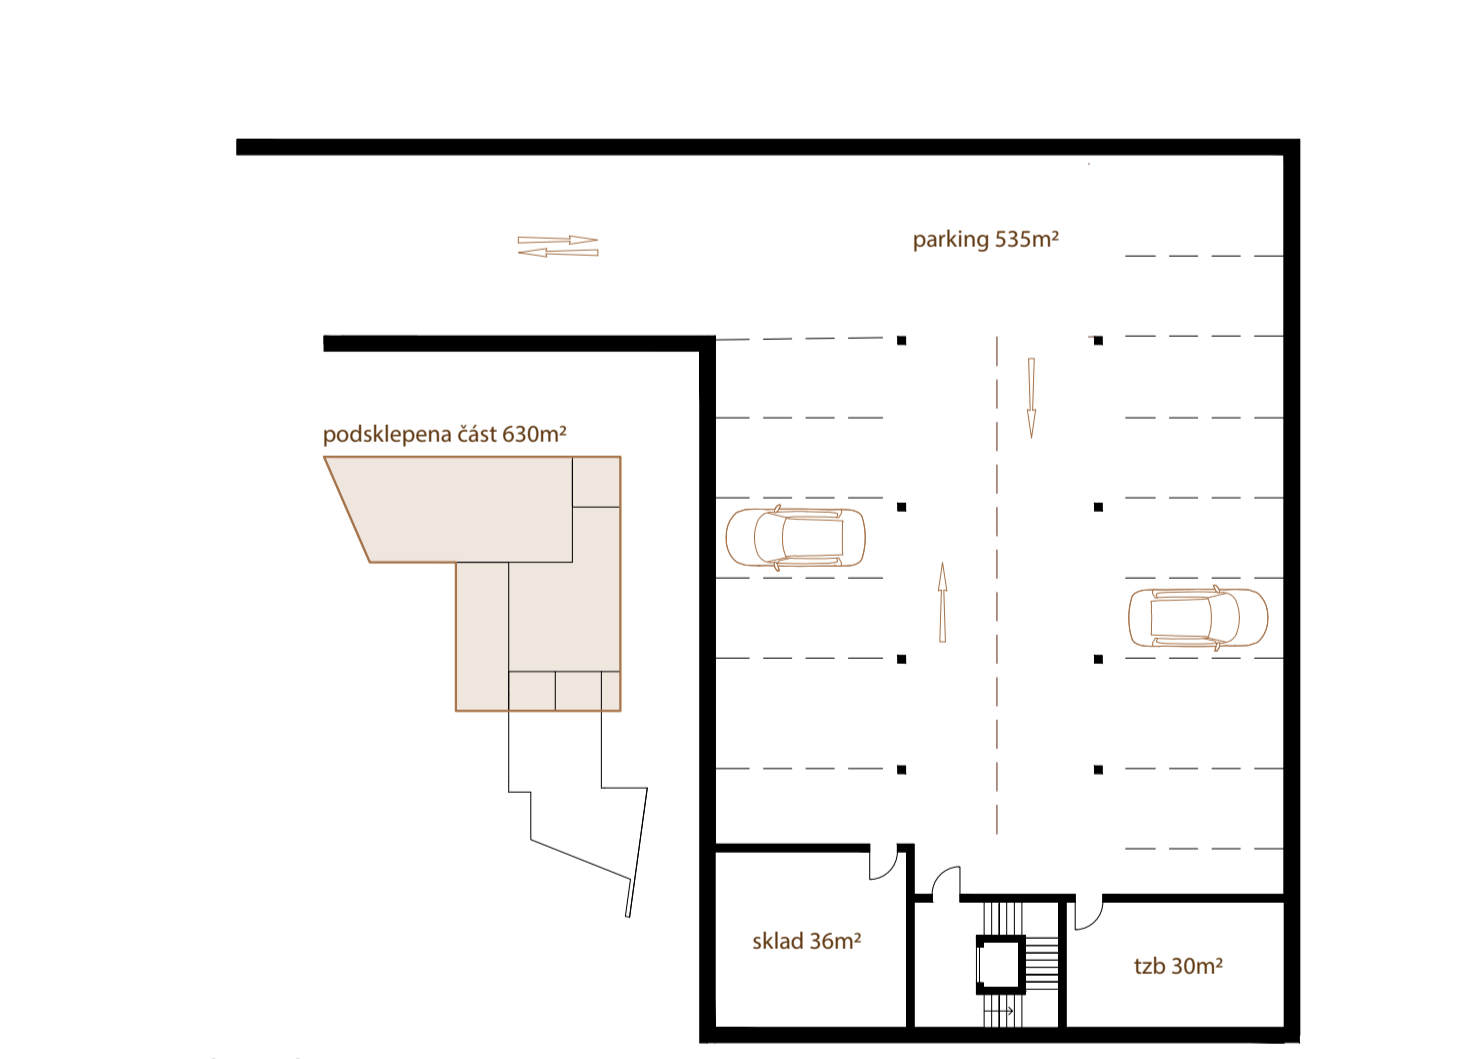 parking 535m²
podsklepena část 630m²
sklad 36m²
tzb 30m²